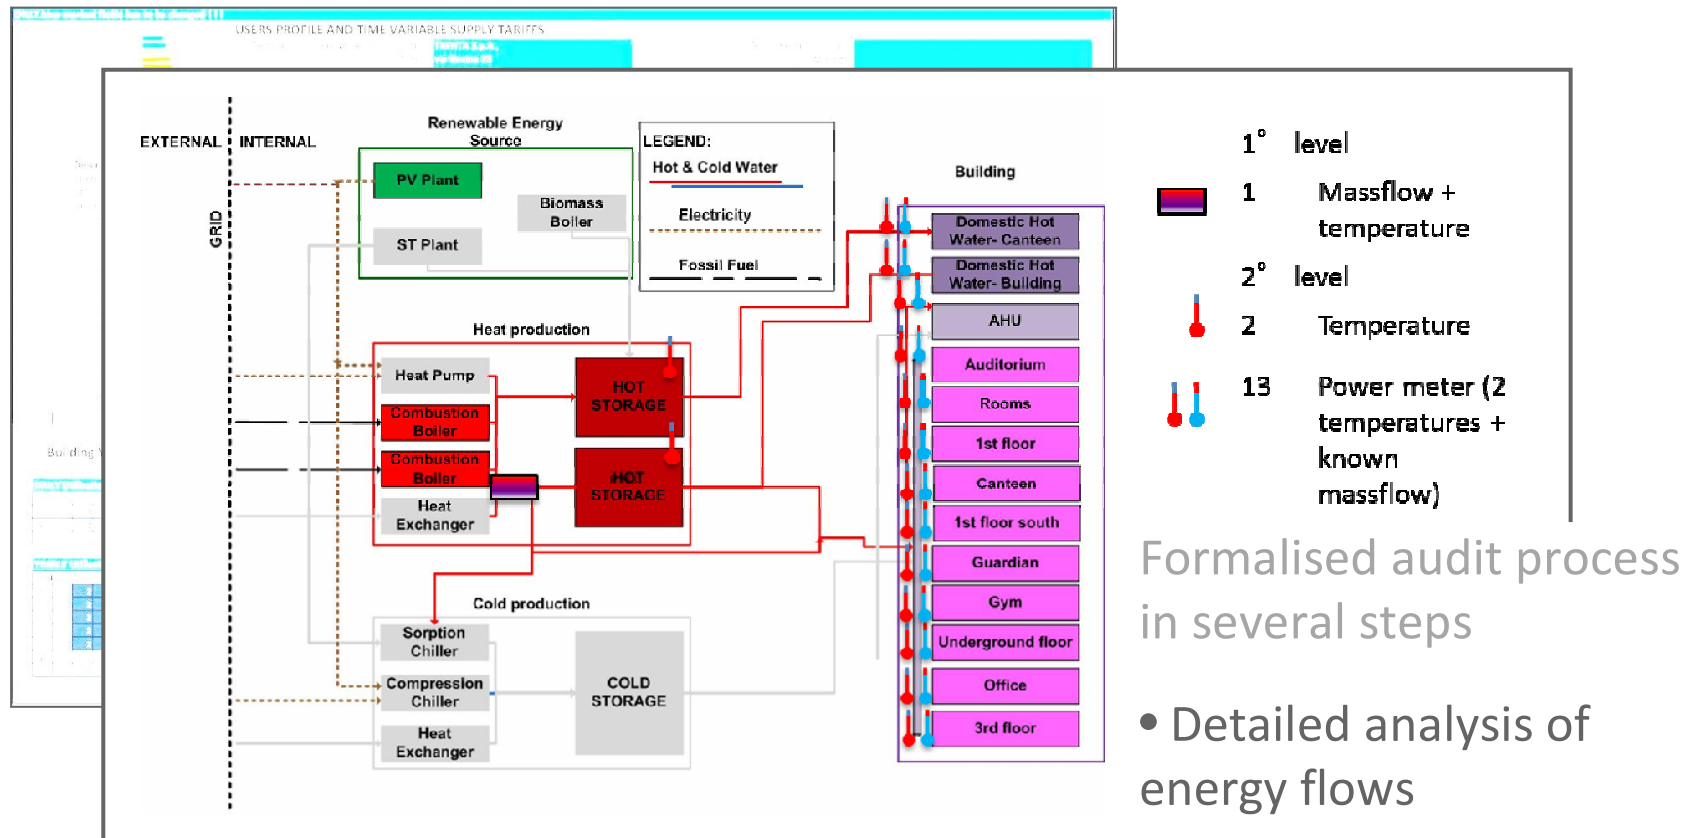 USERS PROFILE AND TIME VARIABLE SUPPLY TARIFFS
EXTERNAL
INTERNAL
GRID
Renewable Energy
Source
PV Plant
ST Plant
Biomass
Boiler
LEGEND:
Hot & Cold Water
Electricity
Fossil Fuel
Heat production
Heat Pump
Combustion
Boiler
Combustion
Boiler
Heat
Exchanger
HOT
STORAGE
HOT
STORAGE
Cold production
Sorption
Chiller
Compression
Chiller
Heat
Exchanger
COLD
STORAGE
Building
Domestic Hot
Water- Canteen
Domestic Hot
Water- Building
AHU
Auditorium
Rooms
1st floor
Canteen
1st floor south
Guardian
Gym
Underground floor
Office
3rd floor
1° level
1 Massflow +
temperature
2° level
2 Temperature
13 Power meter (2
temperatures +
known
massflow)
Formalised audit process
in several steps
• Detailed analysis of
energy flows